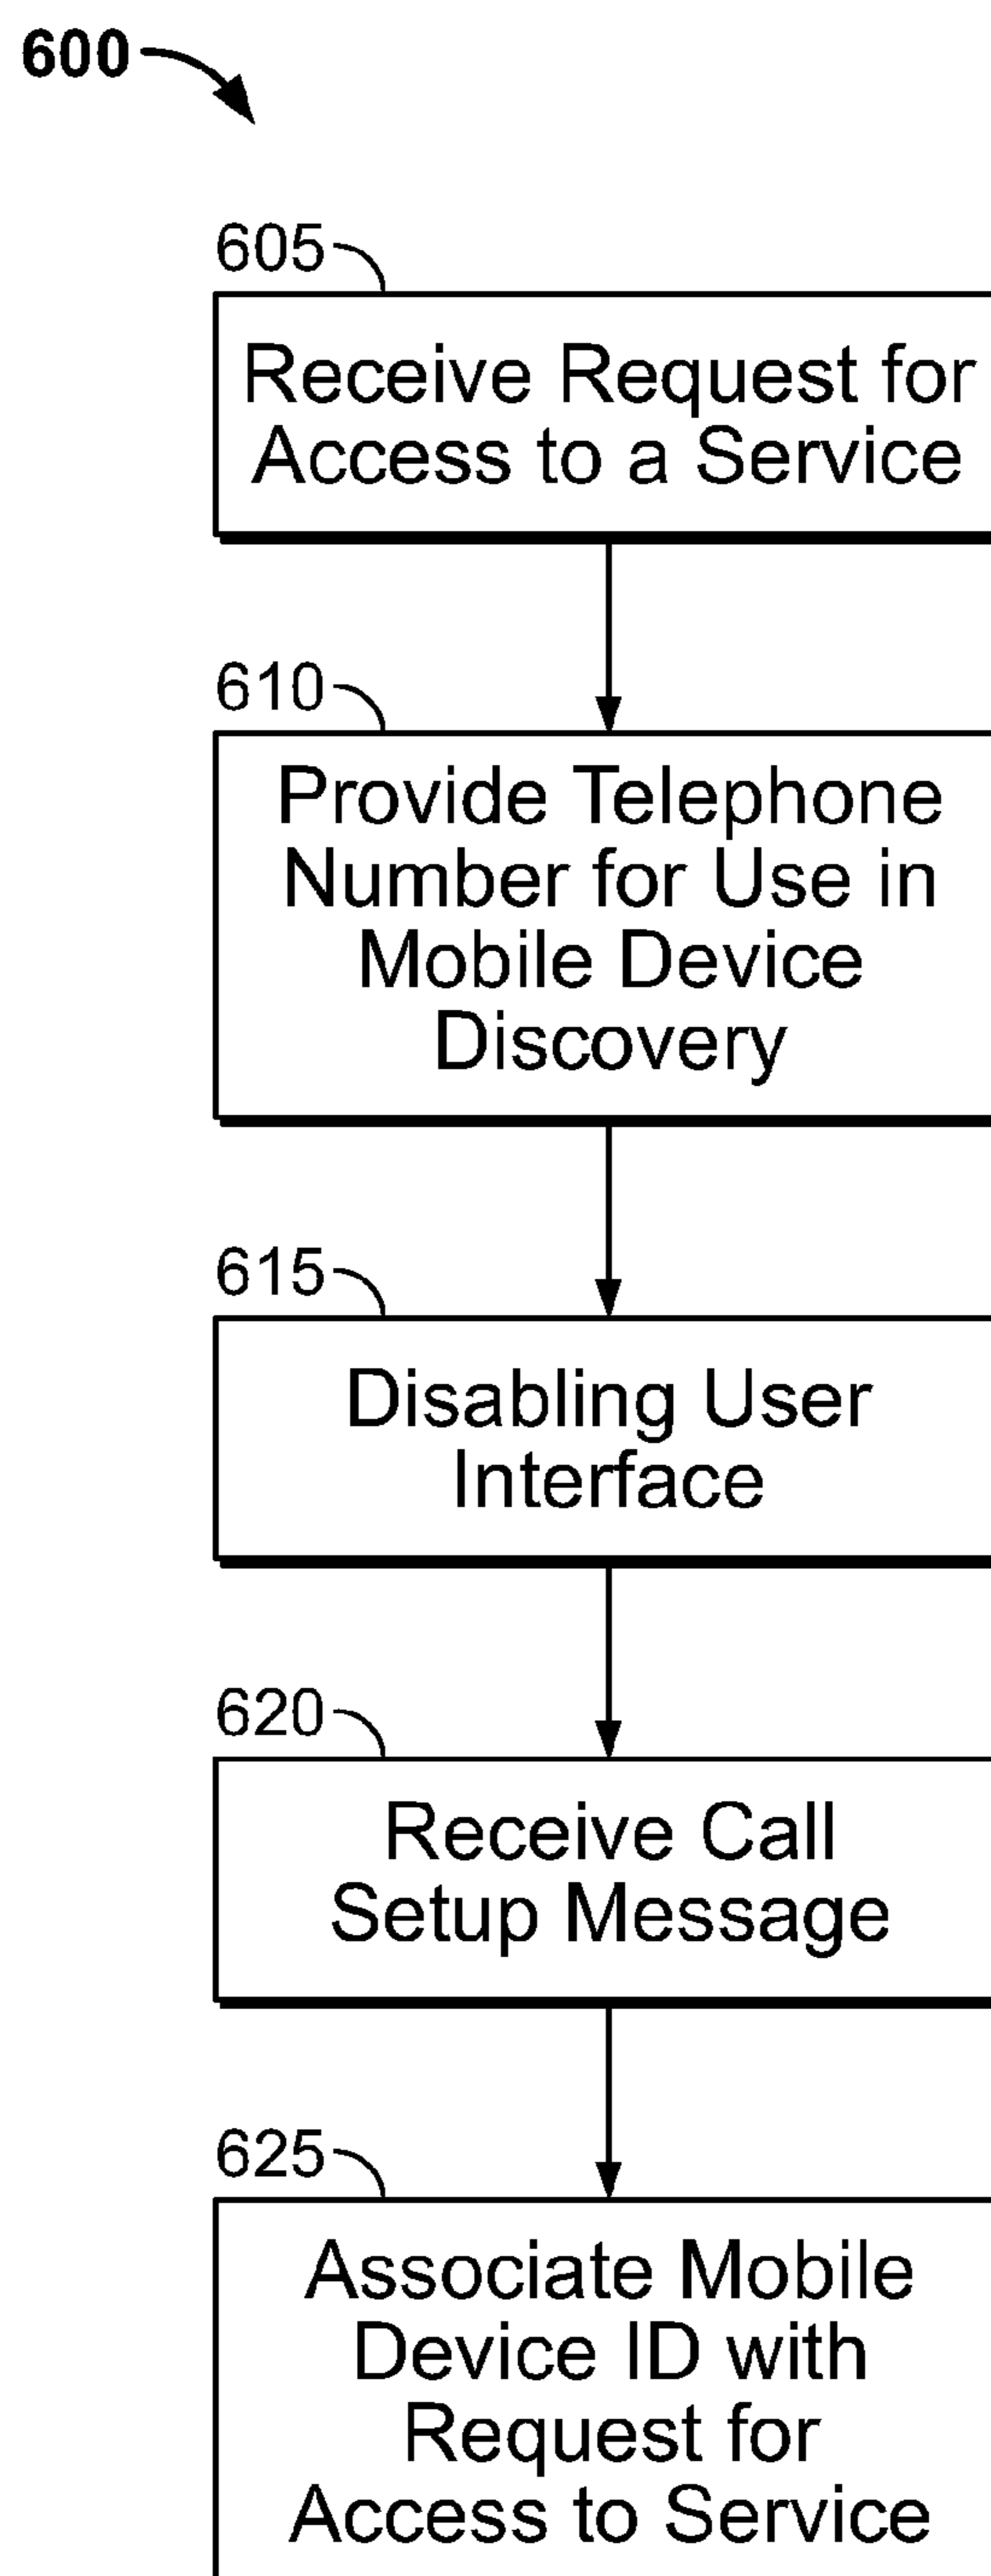 600
605
Receive Request for
Access to a Service
610
Provide Telephone
Number for Use in
Mobile Device
Discovery
615
Disabling User
Interface
620
Receive Call
Setup Message
625
Associate Mobile
Device ID with
Request for
Access to Service